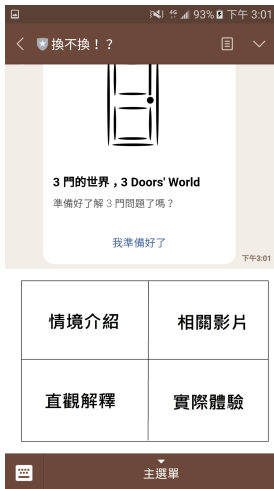 4G 93% 下午 3:01
換不換！？
3 門的世界，3 Doors' World
準備好了解 3 門問題了嗎？
我準備好了
下午3:01
情境介紹 相關影片
直觀解釋 實際體驗
主選單